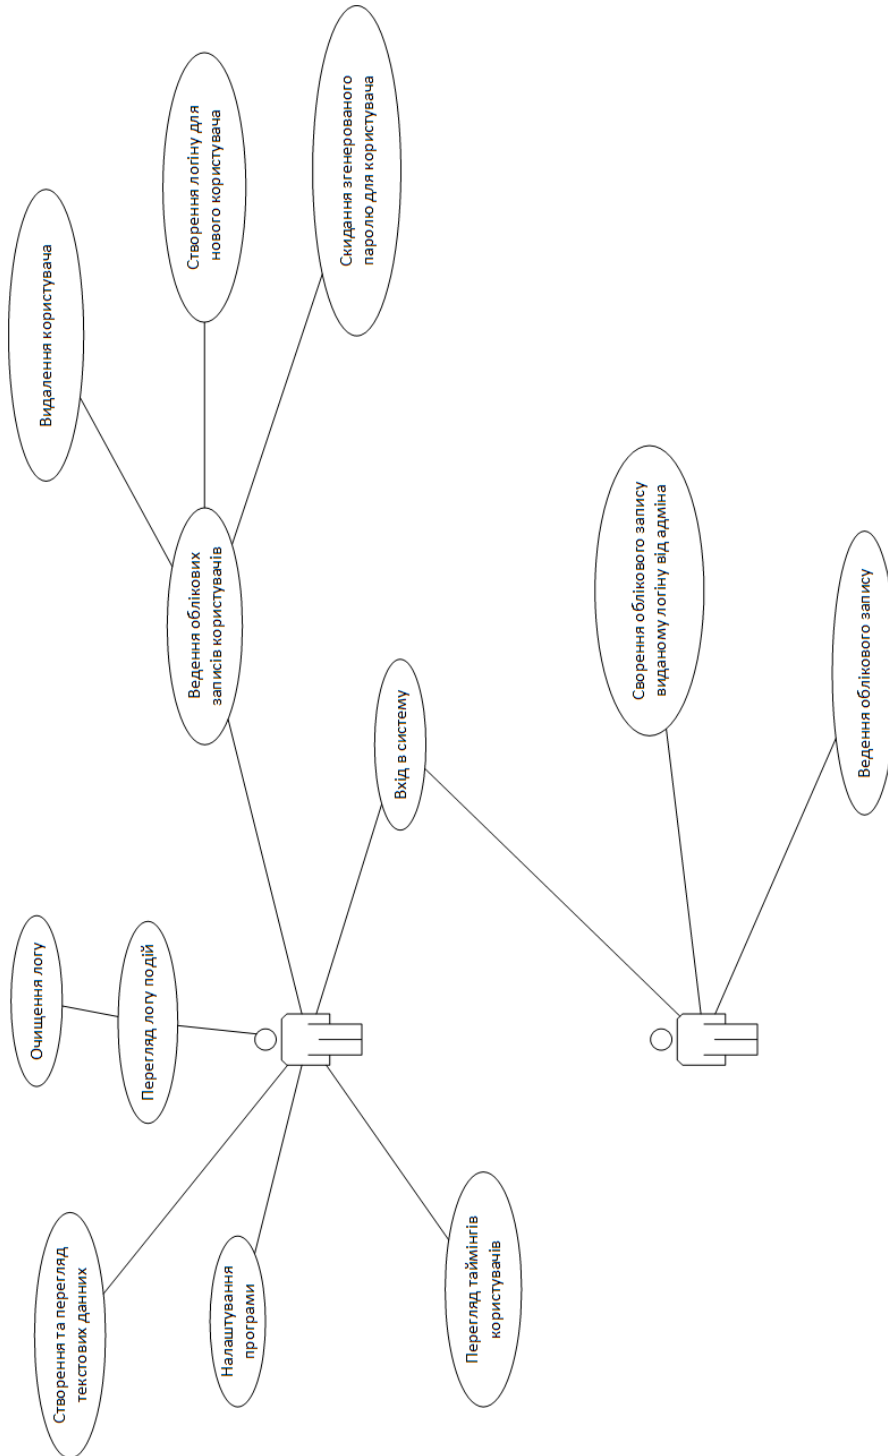 Видалення користувача
Створення логіну для
нового користувача
Скидання згенерованого
паролю для користувача
Ведення облікових
записів користувачів
Вхід в систему
Сворення облікового запису
виданому логіну від адміна
Ведення облікового запису
Очищення логу
Перегляд логу подій
Створення та перегляд
текстових данних
Налаштування
програми
Перегляд таймінгів
користувачів